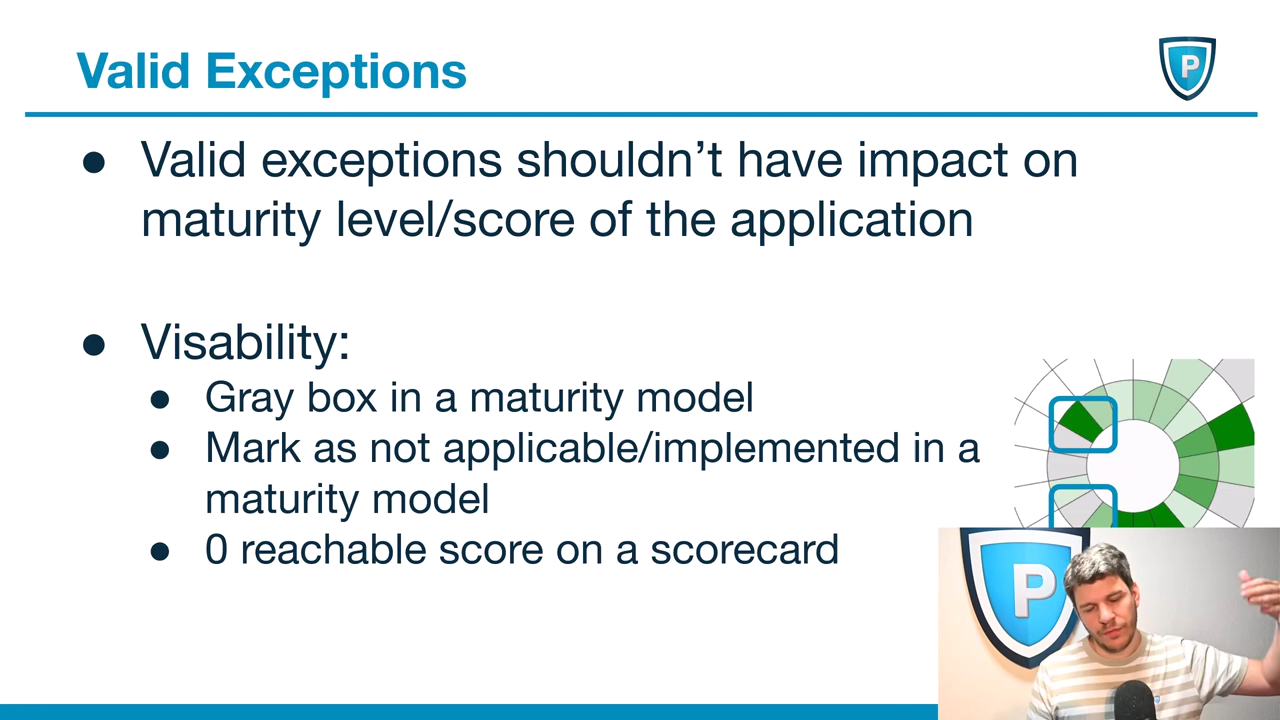 Valid Exceptions
P
● Valid exceptions shouldn’t have impact on
maturity level/score of the application
● Visability:
● Gray box in a maturity model
● Mark as not applicable/implemented in a
maturity model
● 0 reachable score on a scorecard
P